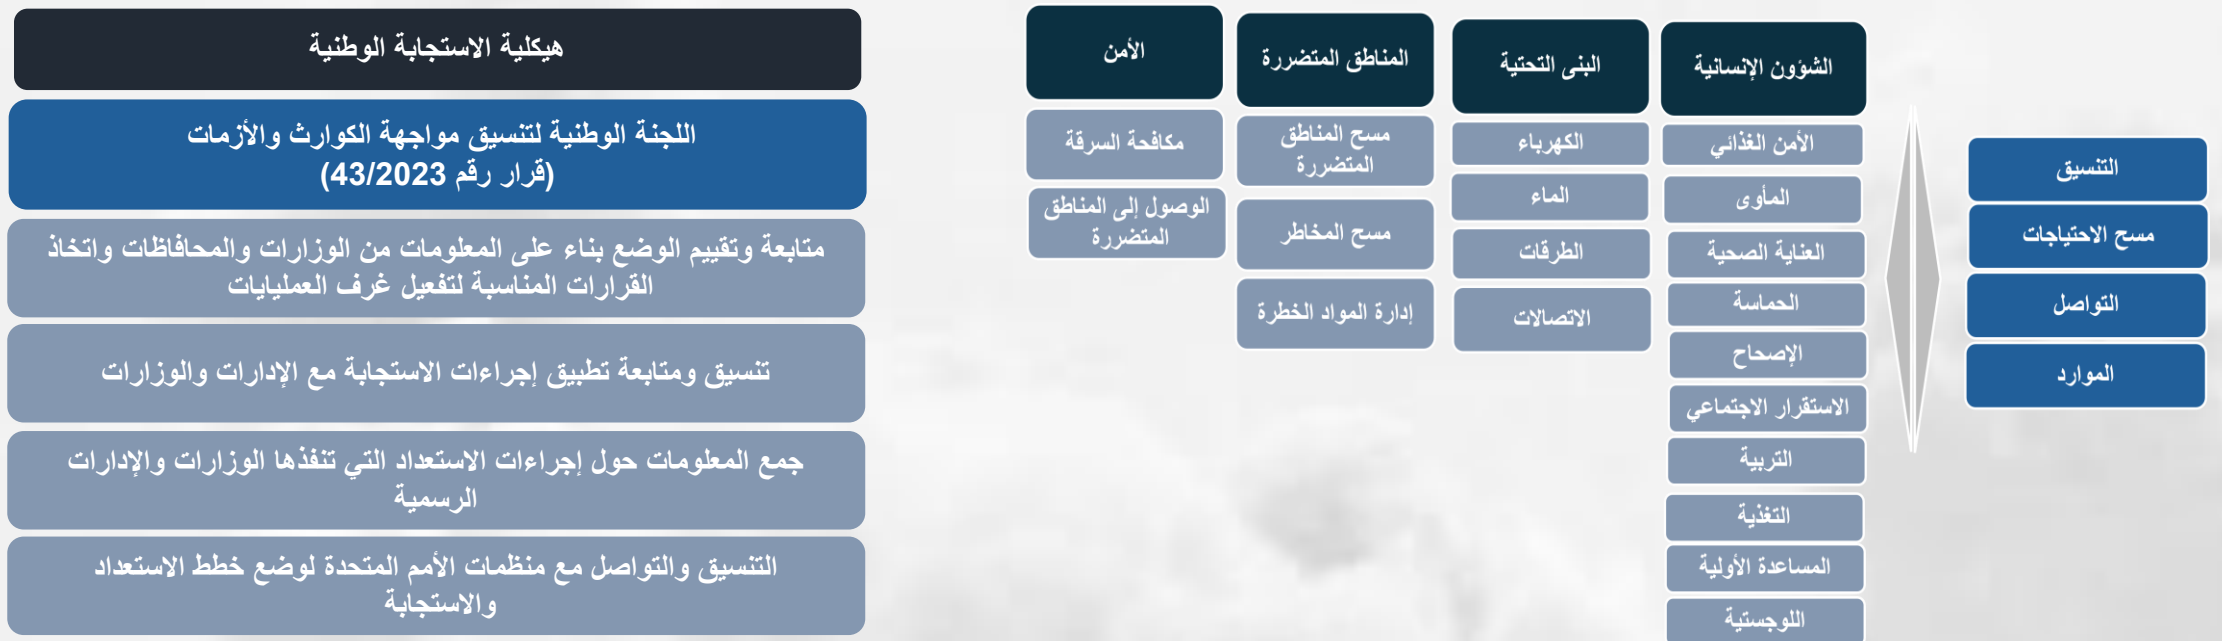 التنسيق
مسح الاحتياجات
التواصل
الموارد
الشؤون الإنسانية
الأمن الغذائي
المأوى
العناية الصحية
الحماسة
الإصحاح
الاستقرار الاجتماعي
التربية
التغذية
المساعدة الأولية
اللوجستية
البنى التحتية
الكهرباء
الماء
الطرقات
الاتصالات
المناطق المتضررة
مسح المناطق
المتضررة
مسح المخاطر
إدارة المواد الخطرة
الأمن
مكافحة السرقة
الوصول إلى المناطق
المتضررة
هيكلية الاستجابة الوطنية
اللجنة الوطنية لتنسيق مواجهة الكوارث والأزمات
(قرار رقم 43/2023)
متابعة وتقييم الوضع بناء على المعلومات من الوزارات والمحافظات واتخاذ
القرارات المناسبة لتفعيل غرف العمليايات
تنسيق ومتابعة تطبيق إجراءات الاستجابة مع الإدارات والوزارات
جمع المعلومات حول إجراءات الاستعداد التي تنفذها الوزارات والإدارات
الرسمية
التنسيق والتواصل مع منظمات الأمم المتحدة لوضع خطط الاستعداد
والاستجابة